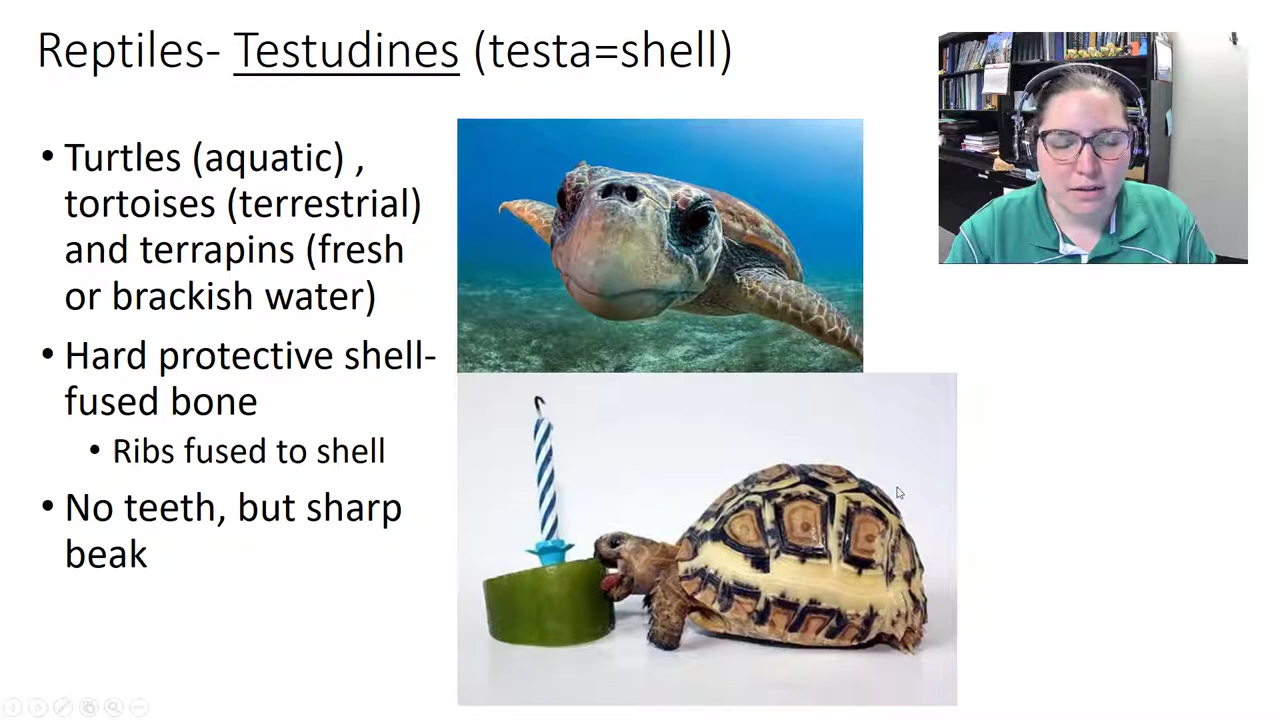 Reptiles- Testudines (testa=shell)
• Turtles (aquatic) ,
tortoises (terrestrial)
and terrapins (fresh
or brackish water)
• Hard protective shell-
fused bone
• Ribs fused to shell
• No teeth, but sharp
beak